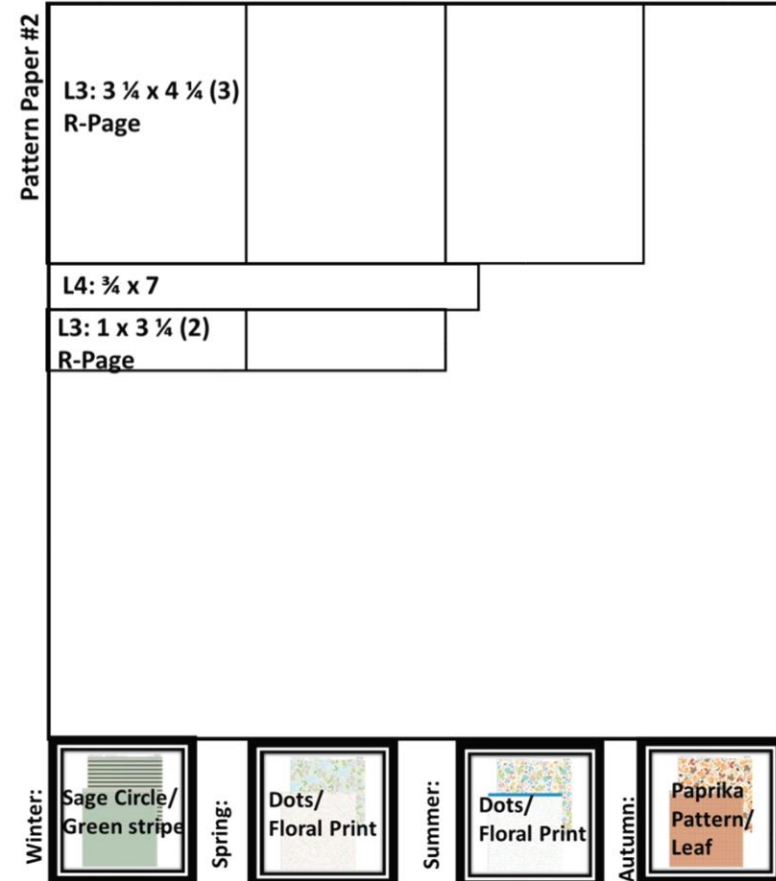 Pattern Paper #2
L3: 3 ¼ x 4 ¼ (3)
R-Page
L4: ¾ x 7
L3: 1 x 3 ¼ (2)
R-Page
Winter:
Sage Circle/
Green stripe
Spring:
Dots/
Floral Print
Summer:
Dots/
Floral Print
Autumn:
Paprika
Pattern/
Leaf